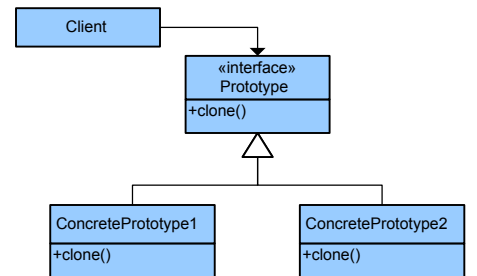 Client
«interface»
Prototype
+clone()
ConcretePrototype1
+clone()
ConcretePrototype2
+clone()